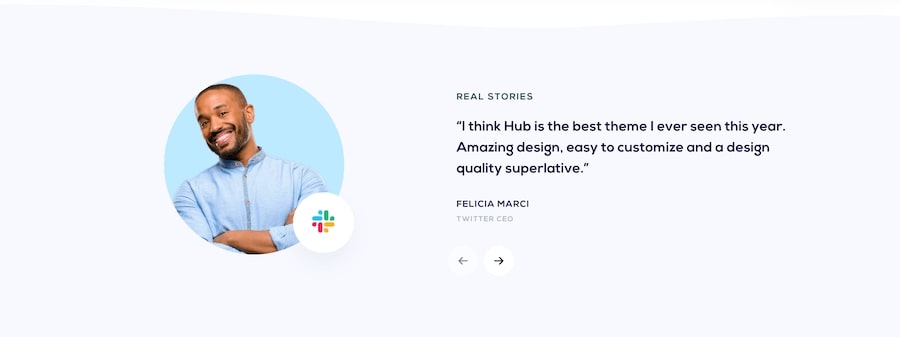 REAL STORIES
“I think Hub is the best theme I ever seen this year.
Amazing design, easy to customize and a design
quality superlative.”
FELICIA MARCI
TWITTER CEO